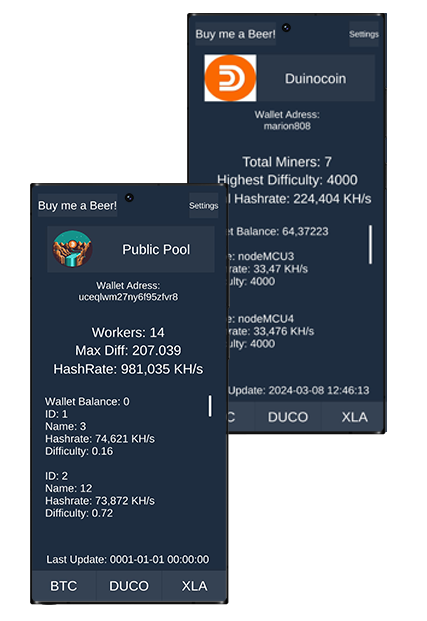 Buy me a Beer!
Settings
Duinocoin
Wallet Adress:
marion808
Total Miners: 7
Highest Difficulty: 4000
Hashrate: 224,404 KH/s
Balance: 64,37223
nodeMCU3
33,47 KH/s
4000
nodeMCU4
33,476 KH/s
4000
Update: 2024-03-08 12:46:13
DUCO
XLA
Buy me a Beer!
Settings
Public Pool
Wallet Adress:
uceqlwm27ny6f95zfvr8
Workers: 14
Max Diff: 207.039
HashRate: 981,035 KH/s
Wallet Balance: 0
ID: 1
Name: 3
Hashrate: 74,621 KH/s
Difficulty: 0.16
ID: 2
Name: 12
Hashrate: 73,872 KH/s
Difficulty: 0.72
Last Update: 0001-01-01 00:00:00
BTC
DUCO
XLA